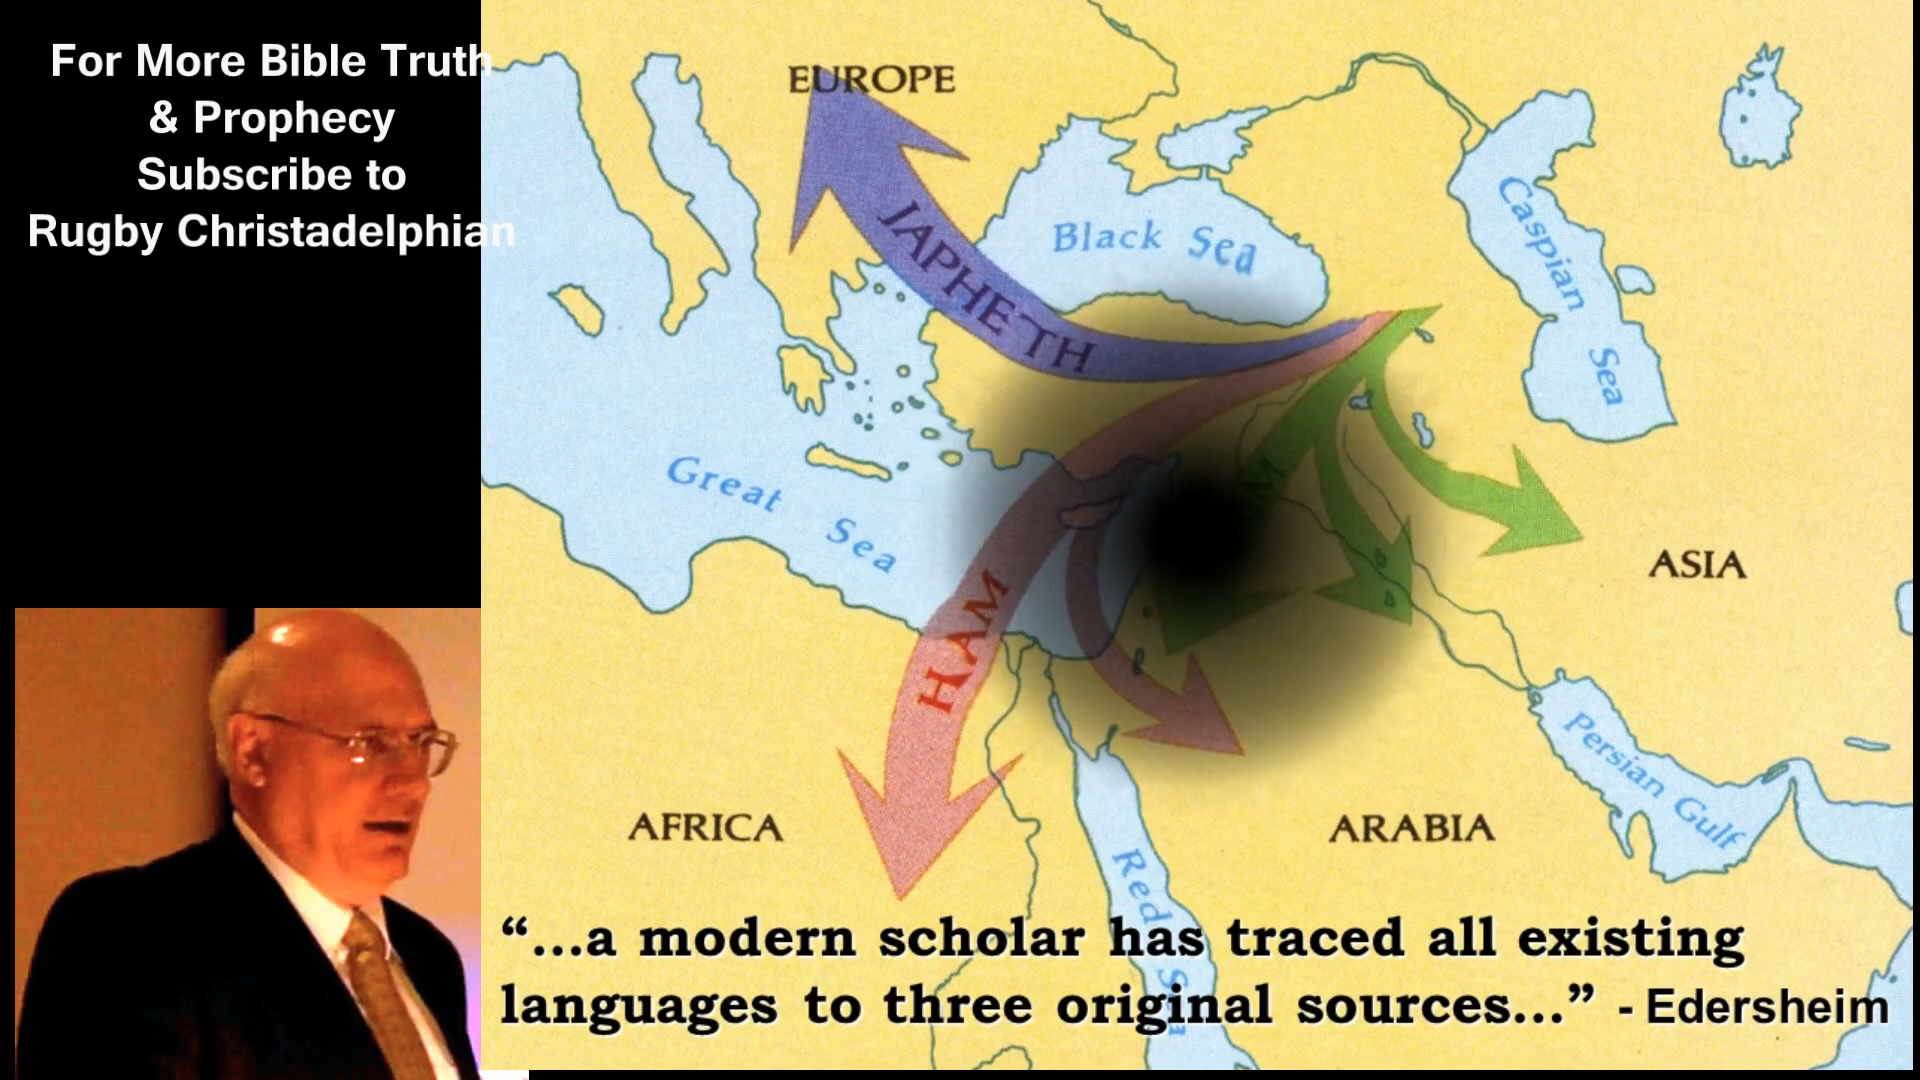 For More Bible Truth
& Prophecy
Subscribe to
Rugby Christadelphian
EUROPE
JAPHETH
Black Sea
Caspian
Sea
Great Sea
HAM
M
ASIA
AFRICA
ARABIA
Persian Gulf
Red
“...a modern scholar has traced all existing
languages to three original sources...” - Edersheim